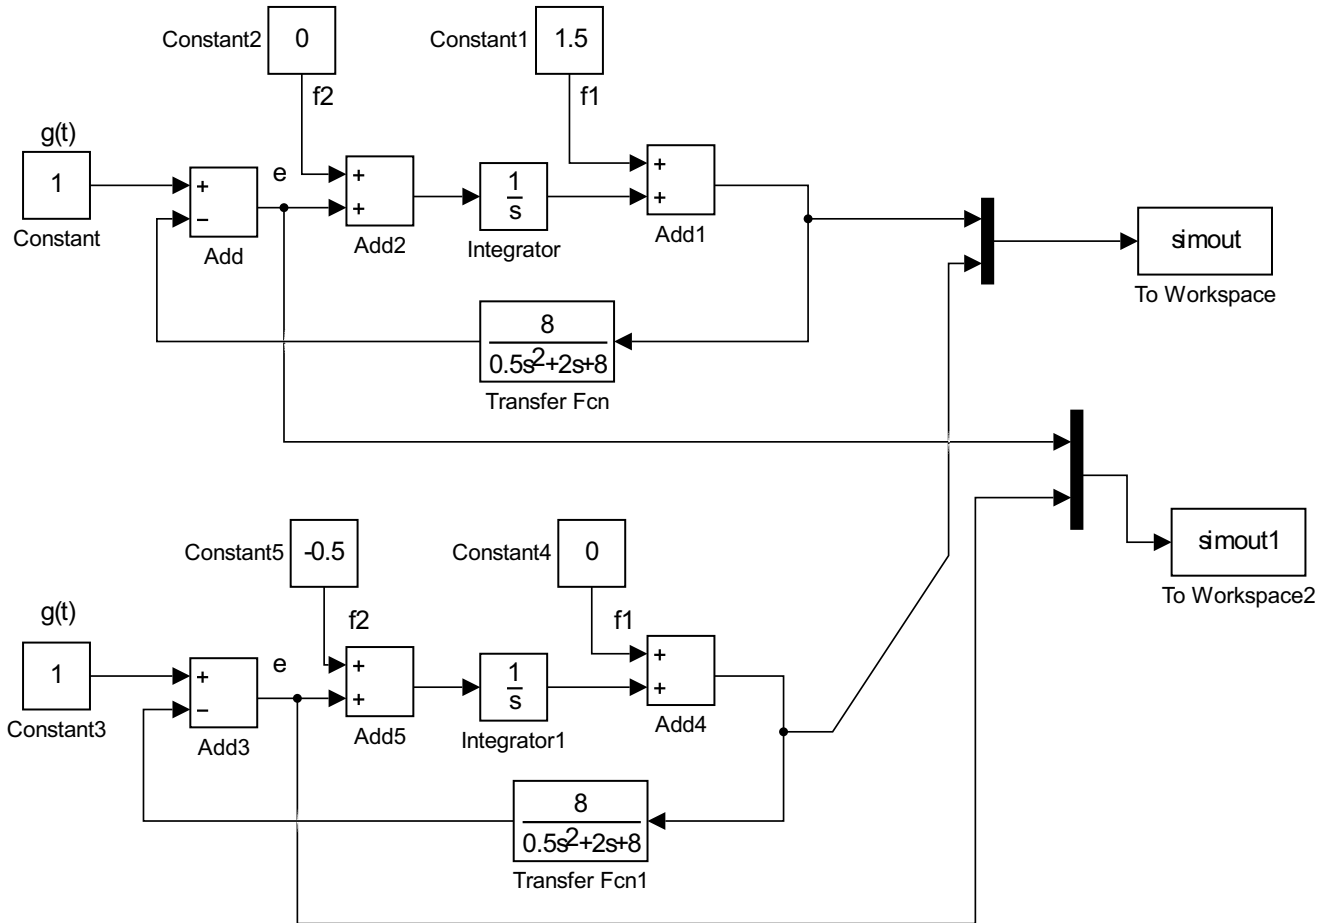 Constant2
0
Constant1
1.5
f2
f1
g(t)
1
Constant
+
−
Add
e
+
+
Add2
1
s
Integrator
+
+
Add1
simout
To Workspace
8
0.5s²+2s+8
Transfer Fcn
Constant5
-0.5
Constant4
0
simout1
To Workspace2
g(t)
f2
f1
1
Constant3
+
−
Add3
e
+
+
Add5
1
s
Integrator1
+
+
Add4
8
0.5s²+2s+8
Transfer Fcn1